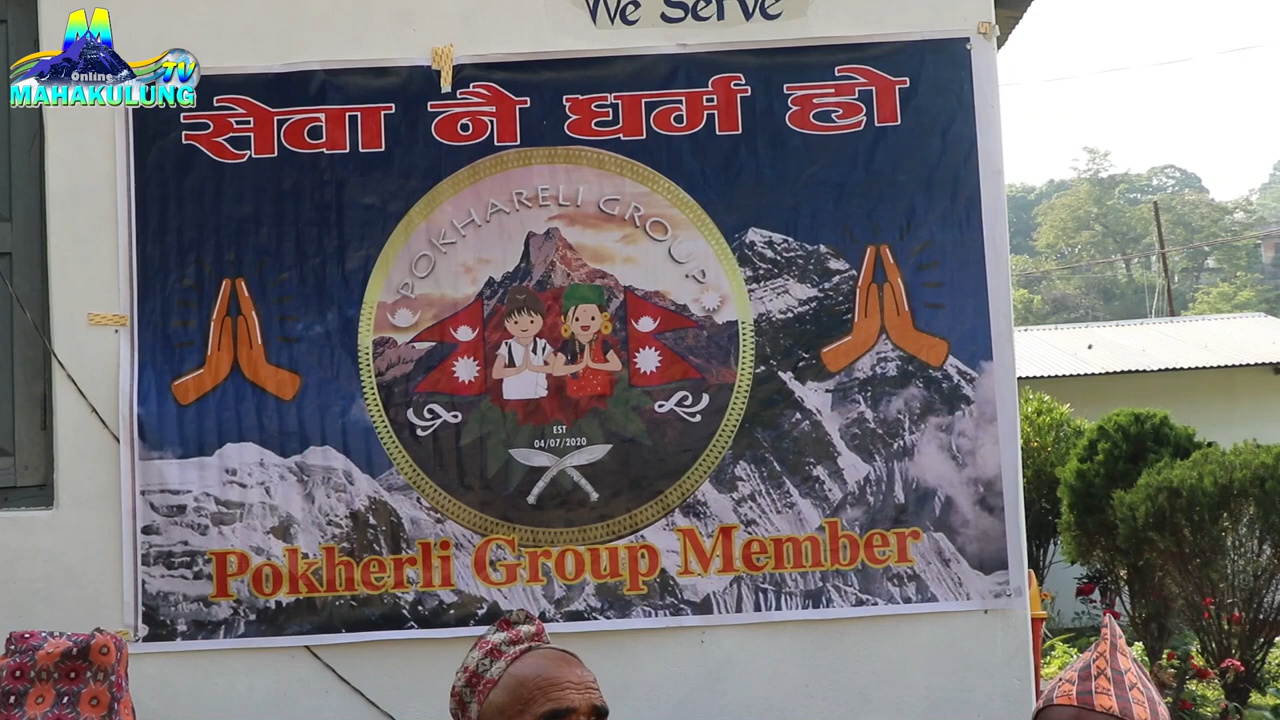 We Serve
Online TV
MAHAKULUNG
सेवा नै धर्म हो
POKHARELI GROUP
EST
04/07/2020
Pokherli Group Member